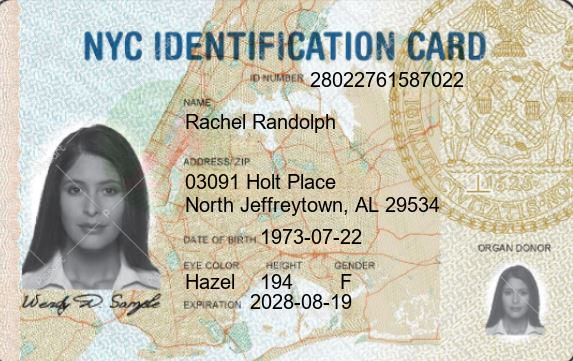 NYC IDENTIFICATION CARD
ID NUMBER 28022761587022
NAME
Rachel Randolph
ADDRESS/ZIP
03091 Holt Place
North Jeffreytown, AL 29534
DATE OF BIRTH 1973-07-22
ORGAN DONOR
EYE COLOR HEIGHT GENDER
Hazel 194 F
Wendy D. Sample
EXPIRATION 2028-08-19